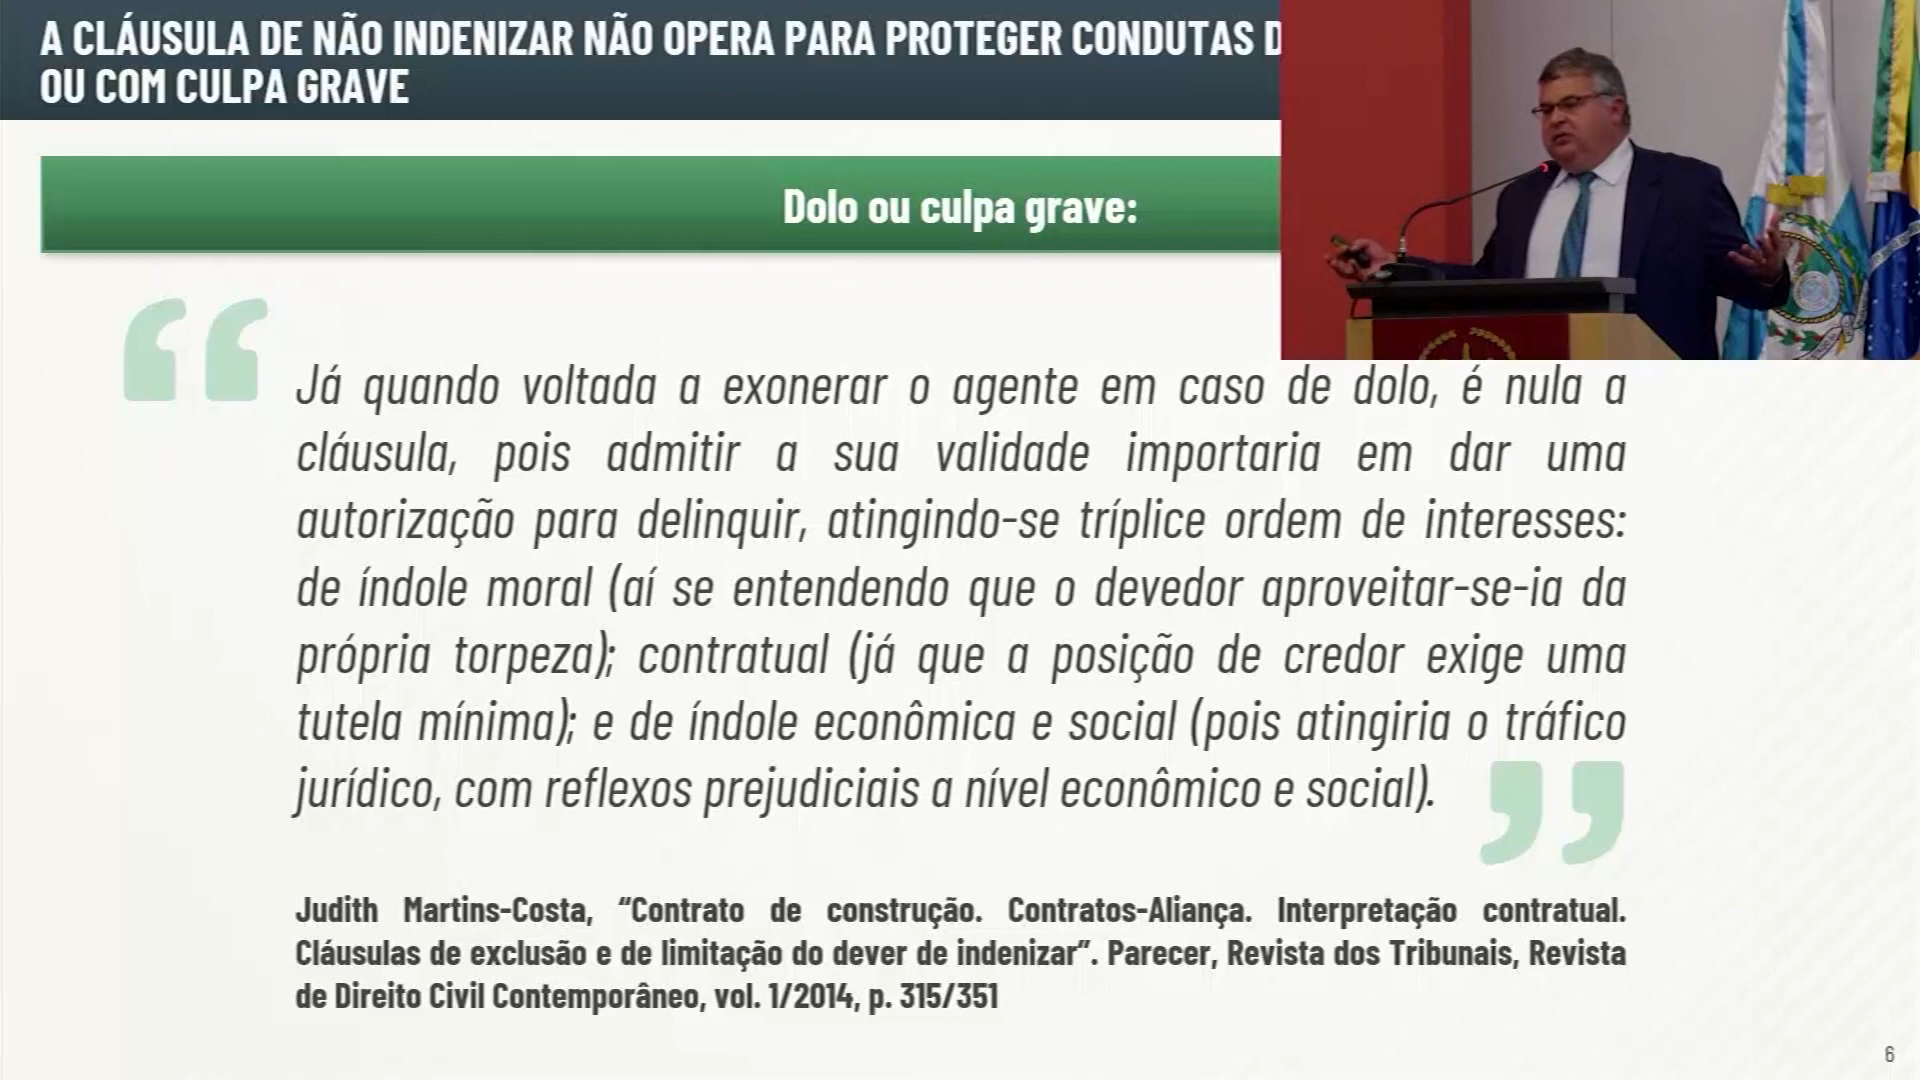 A CLÁUSULA DE NÃO INDENIZAR NÃO OPERA PARA PROTEGER CONDUTAS
OU COM CULPA GRAVE
Dolo ou culpa grave:
“
Já quando voltada a exonerar o agente em caso de dolo, é nula a
cláusula, pois admitir a sua validade importaria em dar uma
autorização para delinquir, atingindo-se tríplice ordem de interesses:
de índole moral (aí se entendendo que o devedor aproveitar-se-ia da
própria torpeza); contratual (já que a posição de credor exige uma
tutela mínima); e de índole econômica e social (pois atingiria o tráfico
jurídico, com reflexos prejudiciais a nível econômico e social).
”
Judith Martins-Costa, “Contrato de construção. Contratos-Aliança. Interpretação contratual.
Cláusulas de exclusão e de limitação do dever de indenizar”. Parecer, Revista dos Tribunais, Revista
de Direito Civil Contemporâneo, vol. 1/2014, p. 315/351
6